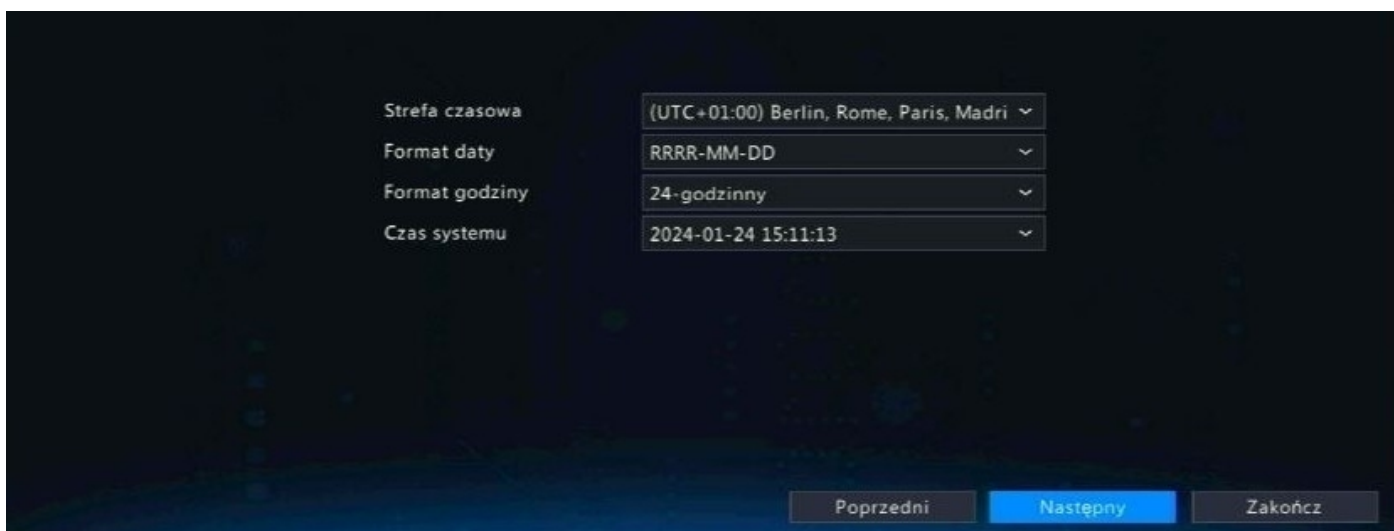 Strefa czasowa (UTC+01:00) Berlin, Rome, Paris, Madri
Format daty RRRR-MM-DD
Format godziny 24-godzinny
Czas systemu 2024-01-24 15:11:13
Poprzedni Następny Zakończ